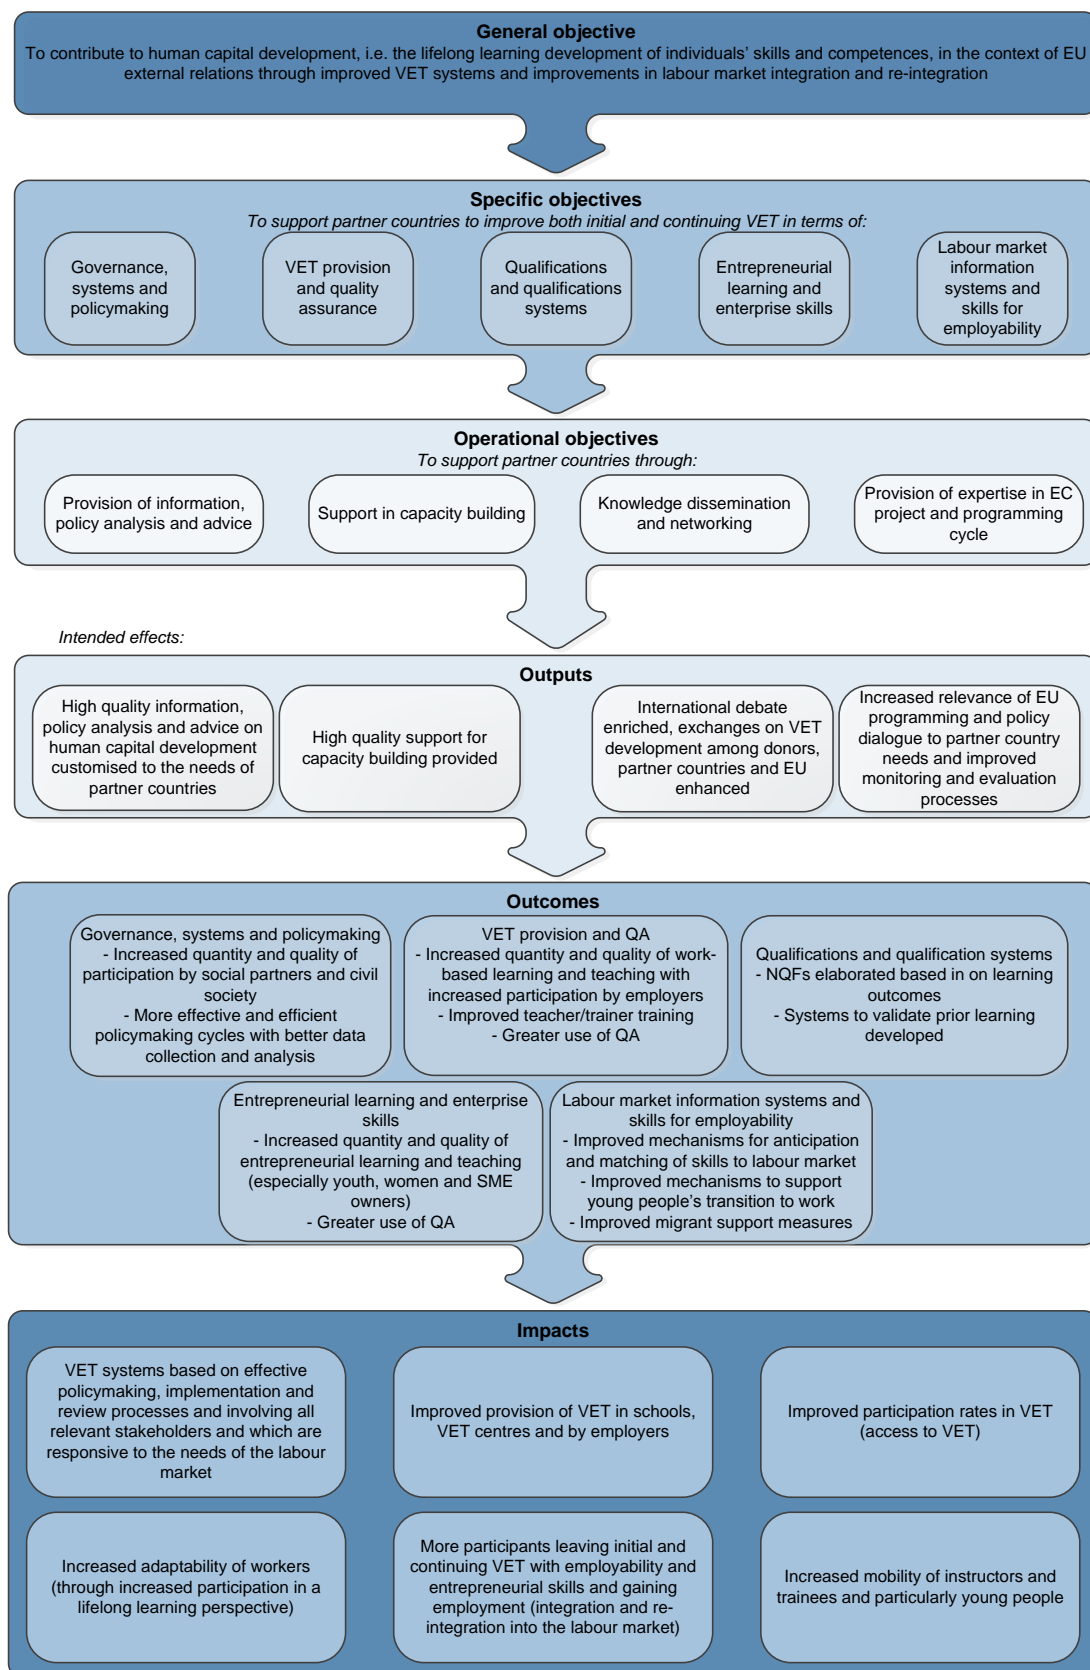 General objective
To contribute to human capital development, i.e. the lifelong learning development of individuals' skills and competences, in the context of EU
external relations through improved VET systems and improvements in labour market integration and re-integration
Specific objectives
To support partner countries to improve both initial and continuing VET in terms of:
Governance,
systems and
policymaking
VET provision
and quality
assurance
Qualifications
and qualifications
systems
Entrepreneurial
learning and
enterprise skills
Labour market
information
systems and
skills for
employability
Operational objectives
To support partner countries through:
Provision of information,
policy analysis and advice
Support in capacity building
Knowledge dissemination
and networking
Provision of expertise in EC
project and programming
cycle
Intended effects:
Outputs
High quality information,
policy analysis and advice on
human capital development
customised to the needs of
partner countries
High quality support for
capacity building provided
International debate
enriched, exchanges on VET
development among donors,
partner countries and EU
enhanced
Increased relevance of EU
programming and policy
dialogue to partner country
needs and improved
monitoring and evaluation
processes
Outcomes
Governance, systems and policymaking
- Increased quantity and quality of
participation by social partners and civil
society
- More effective and efficient
policymaking cycles with better data
collection and analysis
VET provision and QA
- Increased quantity and quality of work-
based learning and teaching with
increased participation by employers
- Improved teacher/trainer training
- Greater use of QA
Qualifications and qualification systems
- NQFs elaborated based in on learning
outcomes
- Systems to validate prior learning
developed
Entrepreneurial learning and enterprise
skills
- Increased quantity and quality of
entrepreneurial learning and teaching
(especially youth, women and SME
owners)
- Greater use of QA
Labour market information systems and
skills for employability
- Improved mechanisms for anticipation
and matching of skills to labour market
- Improved mechanisms to support
young people's transition to work
- Improved migrant support measures
Impacts
VET systems based on effective
policymaking, implementation and
review processes and involving all
relevant stakeholders and which are
responsive to the needs of the labour
market
Improved provision of VET in schools,
VET centres and by employers
Improved participation rates in VET
(access to VET)
Increased adaptability of workers
(through increased participation in a
lifelong learning perspective)
More participants leaving initial and
continuing VET with employability and
entrepreneurial skills and gaining
employment (integration and re-
integration into the labour market)
Increased mobility of instructors and
trainees and particularly young people